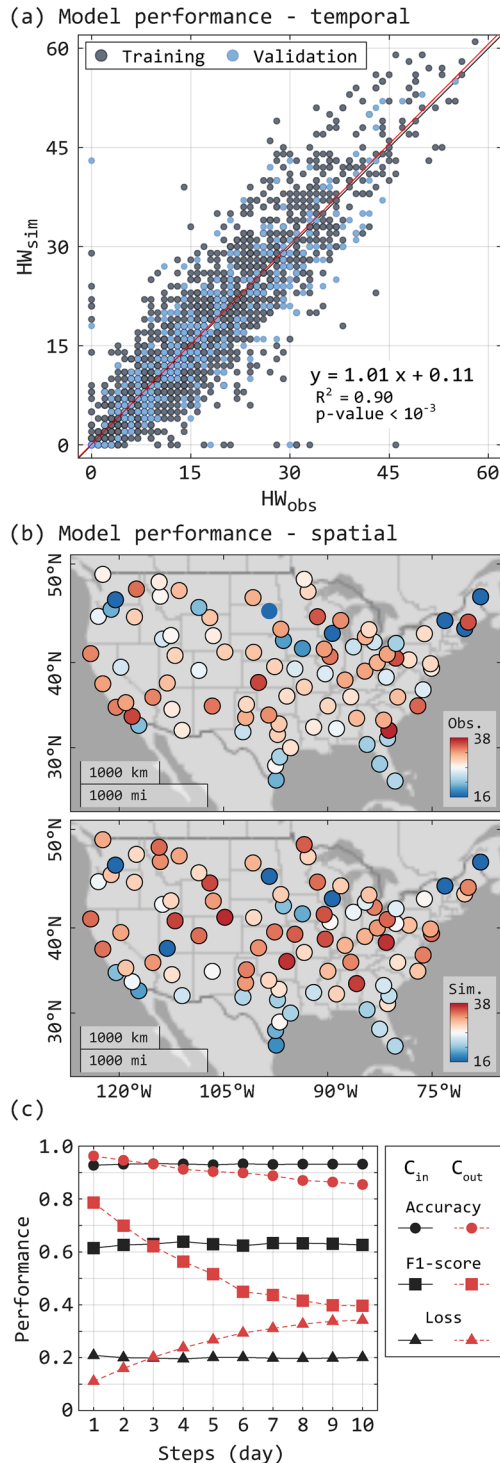 (a) Model performance - temporal
Training Validation
60
45
30
15
0
HWsim
y = 1.01 x + 0.11
R² = 0.90
p-value < 10⁻³
0 15 30 45 60
HWobs
(b) Model performance - spatial
50°N
40°N
30°N
1000 km
1000 mi
Obs.
38
16
50°N
40°N
30°N
1000 km
1000 mi
Sim.
38
16
120°W 105°W 90°W 75°W
(c)
1.0
0.8
0.6
0.4
0.2
0
Performance
1 2 3 4 5 6 7 8 9 10
Steps (day)
Cin Cout
Accuracy
F1-score
Loss